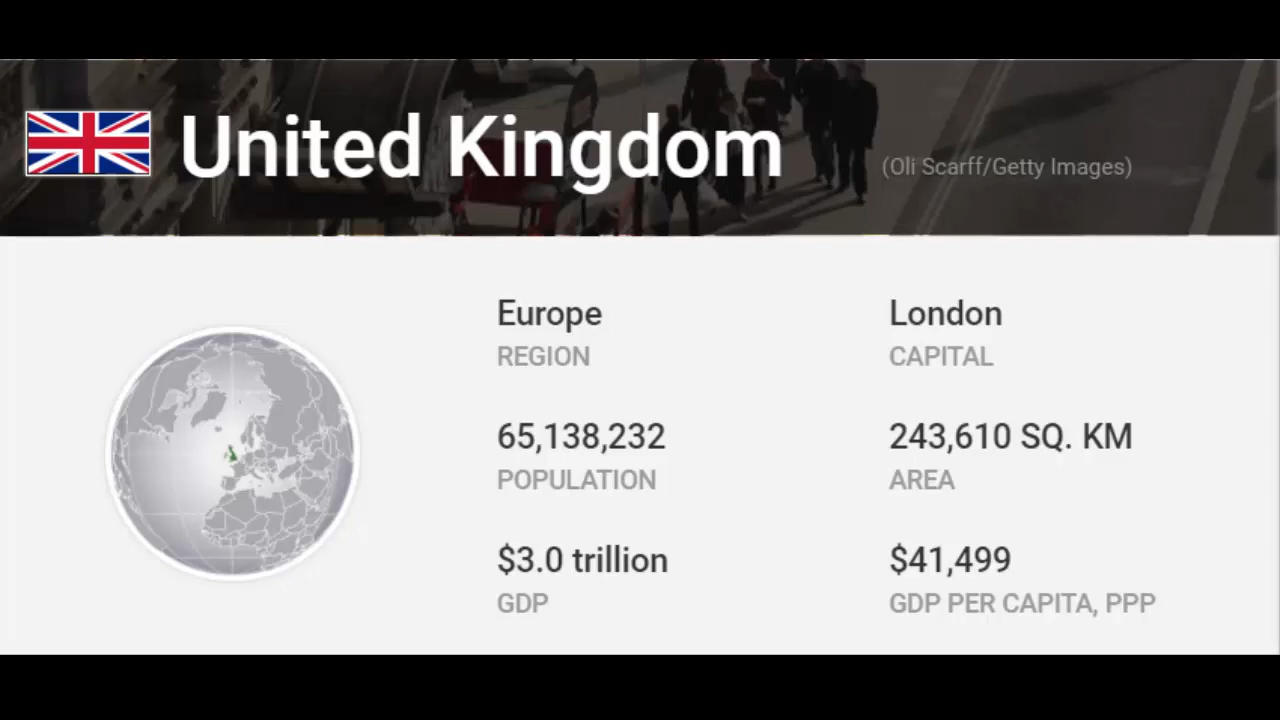 United Kingdom
(Oli Scarff/Getty Images)
Europe
REGION
London
CAPITAL
65,138,232
POPULATION
243,610 SQ. KM
AREA
$3.0 trillion
GDP
$41,499
GDP PER CAPITA, PPP